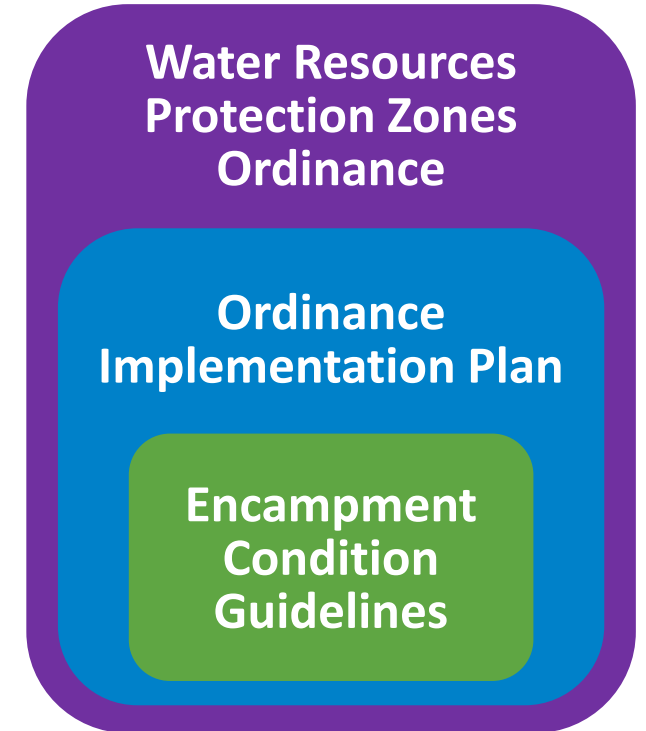 Water Resources
Protection Zones
Ordinance
Ordinance
Implementation Plan
Encampment
Condition
Guidelines